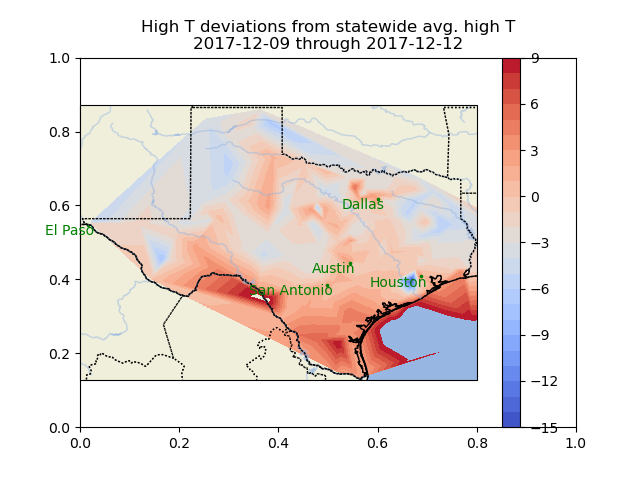 High T deviations from statewide avg. high T
2017-12-09 through 2017-12-12
1.0
0.8
0.6
0.4
0.2
0.0
0.0 0.2 0.4 0.6 0.8 1.0
El Paso
Dallas
Austin
San Antonio
Houston
9
6
3
0
−3
−6
−9
−12
−15